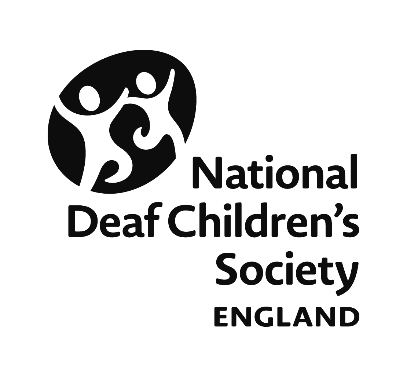 National
Deaf Children’s
Society
ENGLAND